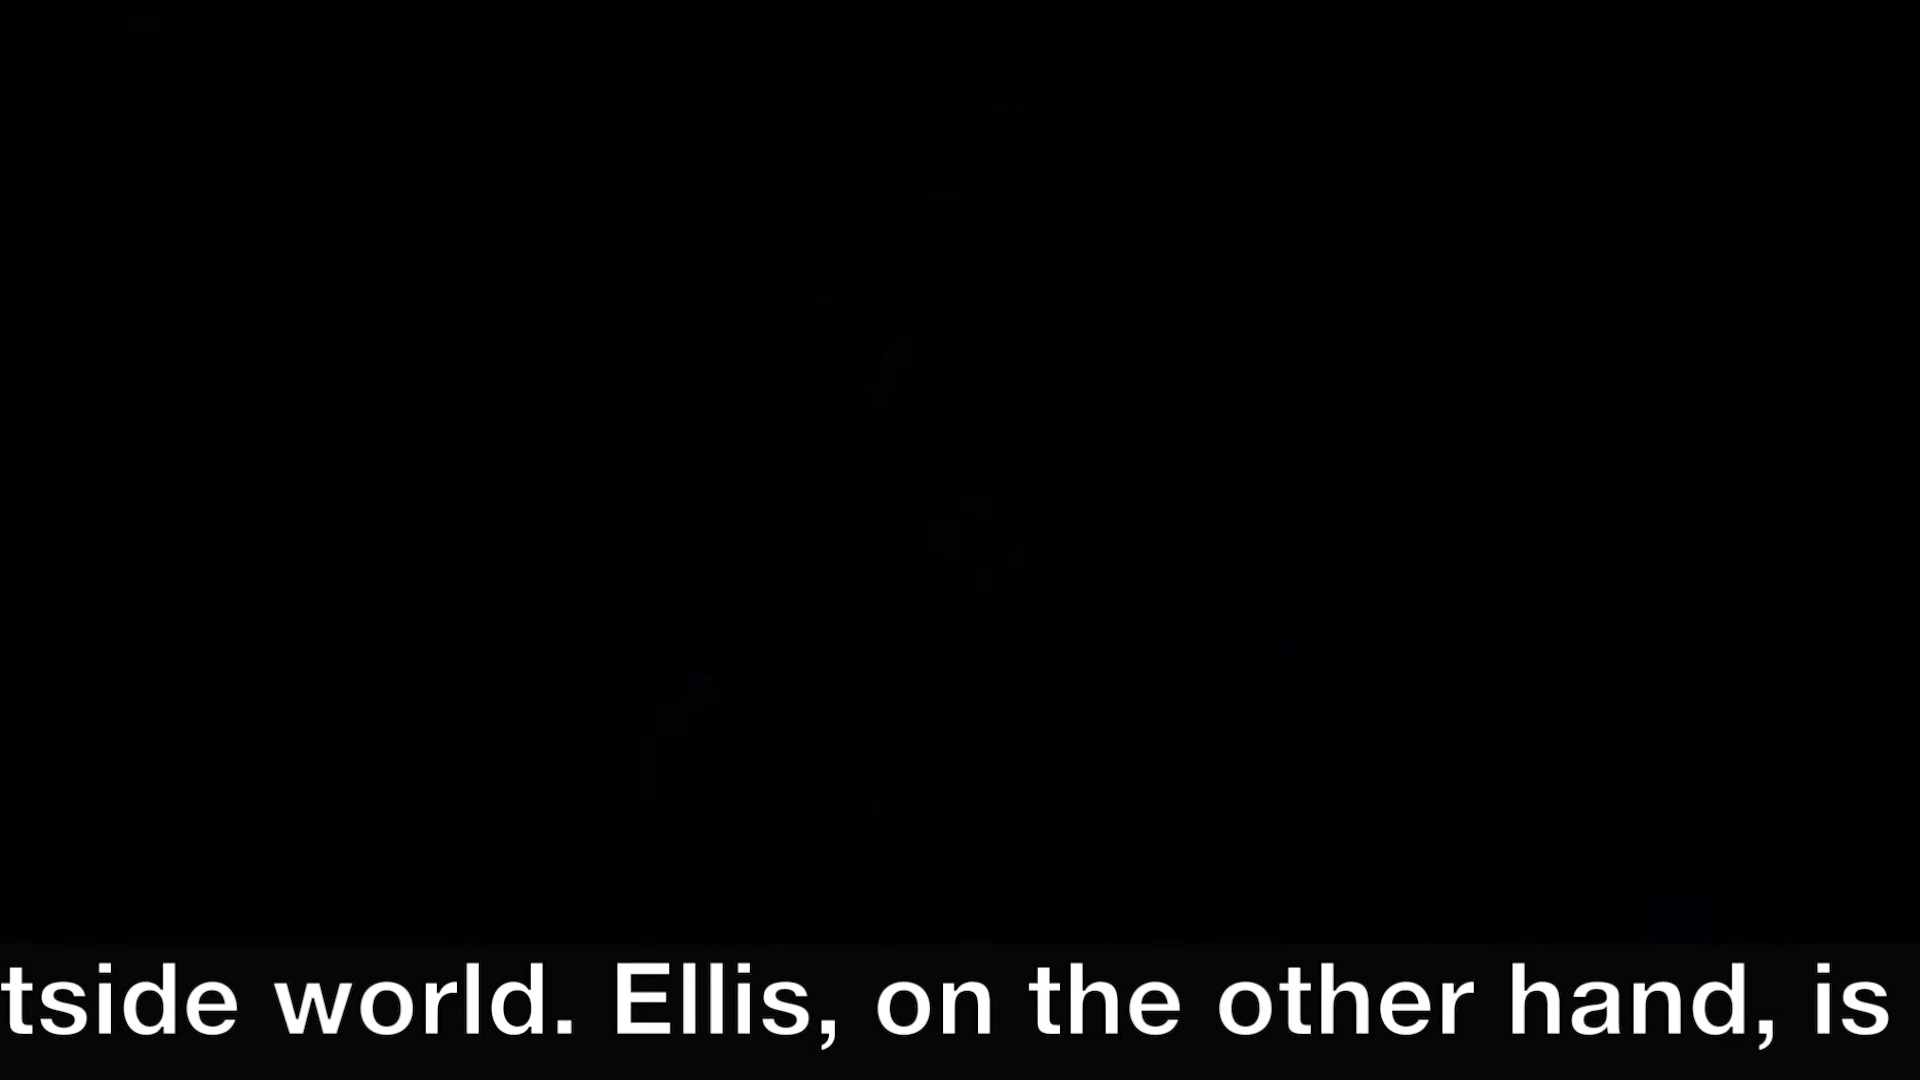 tside world. Ellis, on the other hand, is